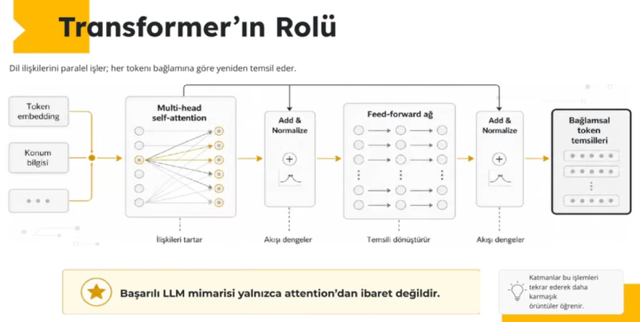 Transformer'ın Rolü
Dil ilişkilerini paralel işler; her tokenı bağlamına göre yeniden temsil eder.
Token
embedding
Konum
bilgisi
Multi-head
self-attention
Add &
Normalize
Feed-forward ağ
Add &
Normalize
Bağlamsal
token
temsilleri
İlişkileri tartar
Akışı dengeler
Temsili dönüştürür
Akışı dengeler
Başarılı LLM mimarisi yalnızca attention'dan ibaret değildir.
Katmanlar bu işlemleri
tekrar ederek daha
karmaşık
örüntüler öğrenir.